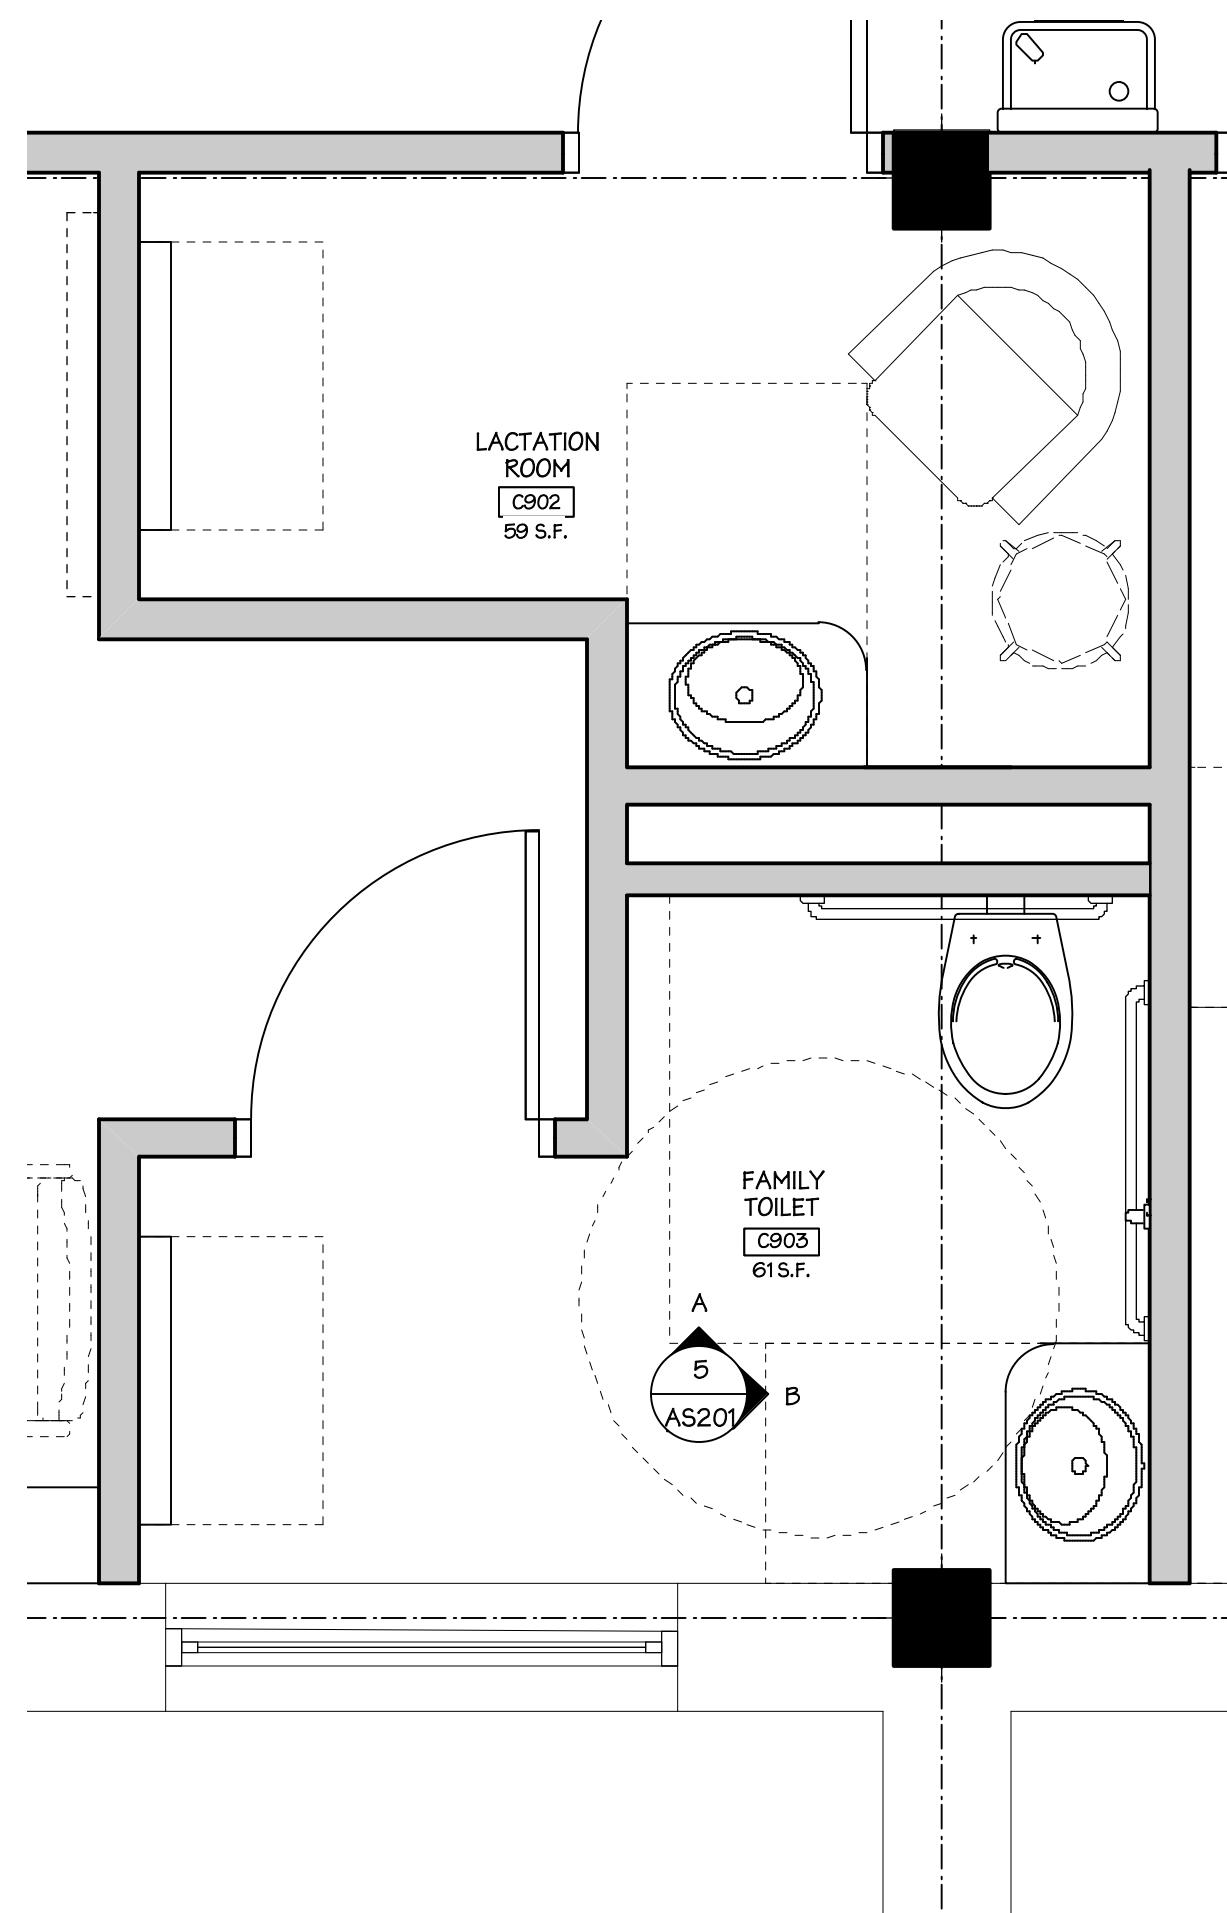 LACTATION
ROOM
C902
59 S.F.
FAMILY
TOILET
C903
61 S.F.
A
5
B
AS201